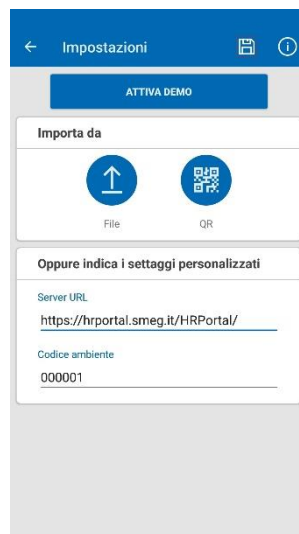 Impostazioni
ATTIVA DEMO
Importa da
File
QR
Oppure indica i settaggi personalizzati
Server URL
https://hrportal.smeg.it/HRPortal/
Codice ambiente
000001